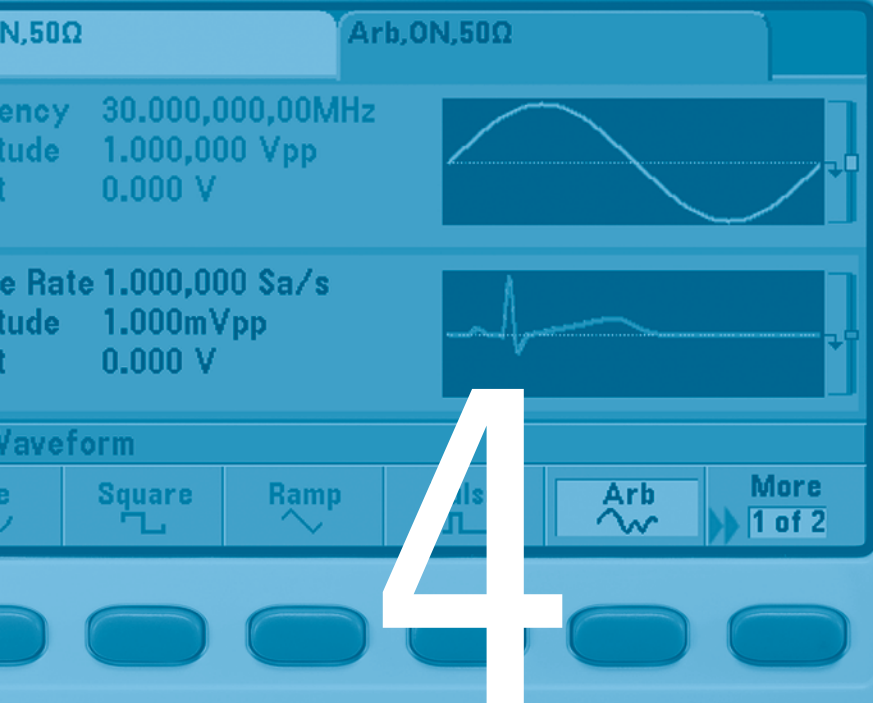 N,50Ω Arb,ON,50Ω
ency 30.000,000,00MHz
tude 1.000,000 Vpp
t 0.000 V
e Rate 1.000,000 Sa/s
tude 1.000mVpp
t 0.000 V
Waveform
e Square Ramp uls Arb More
1 of 2
4